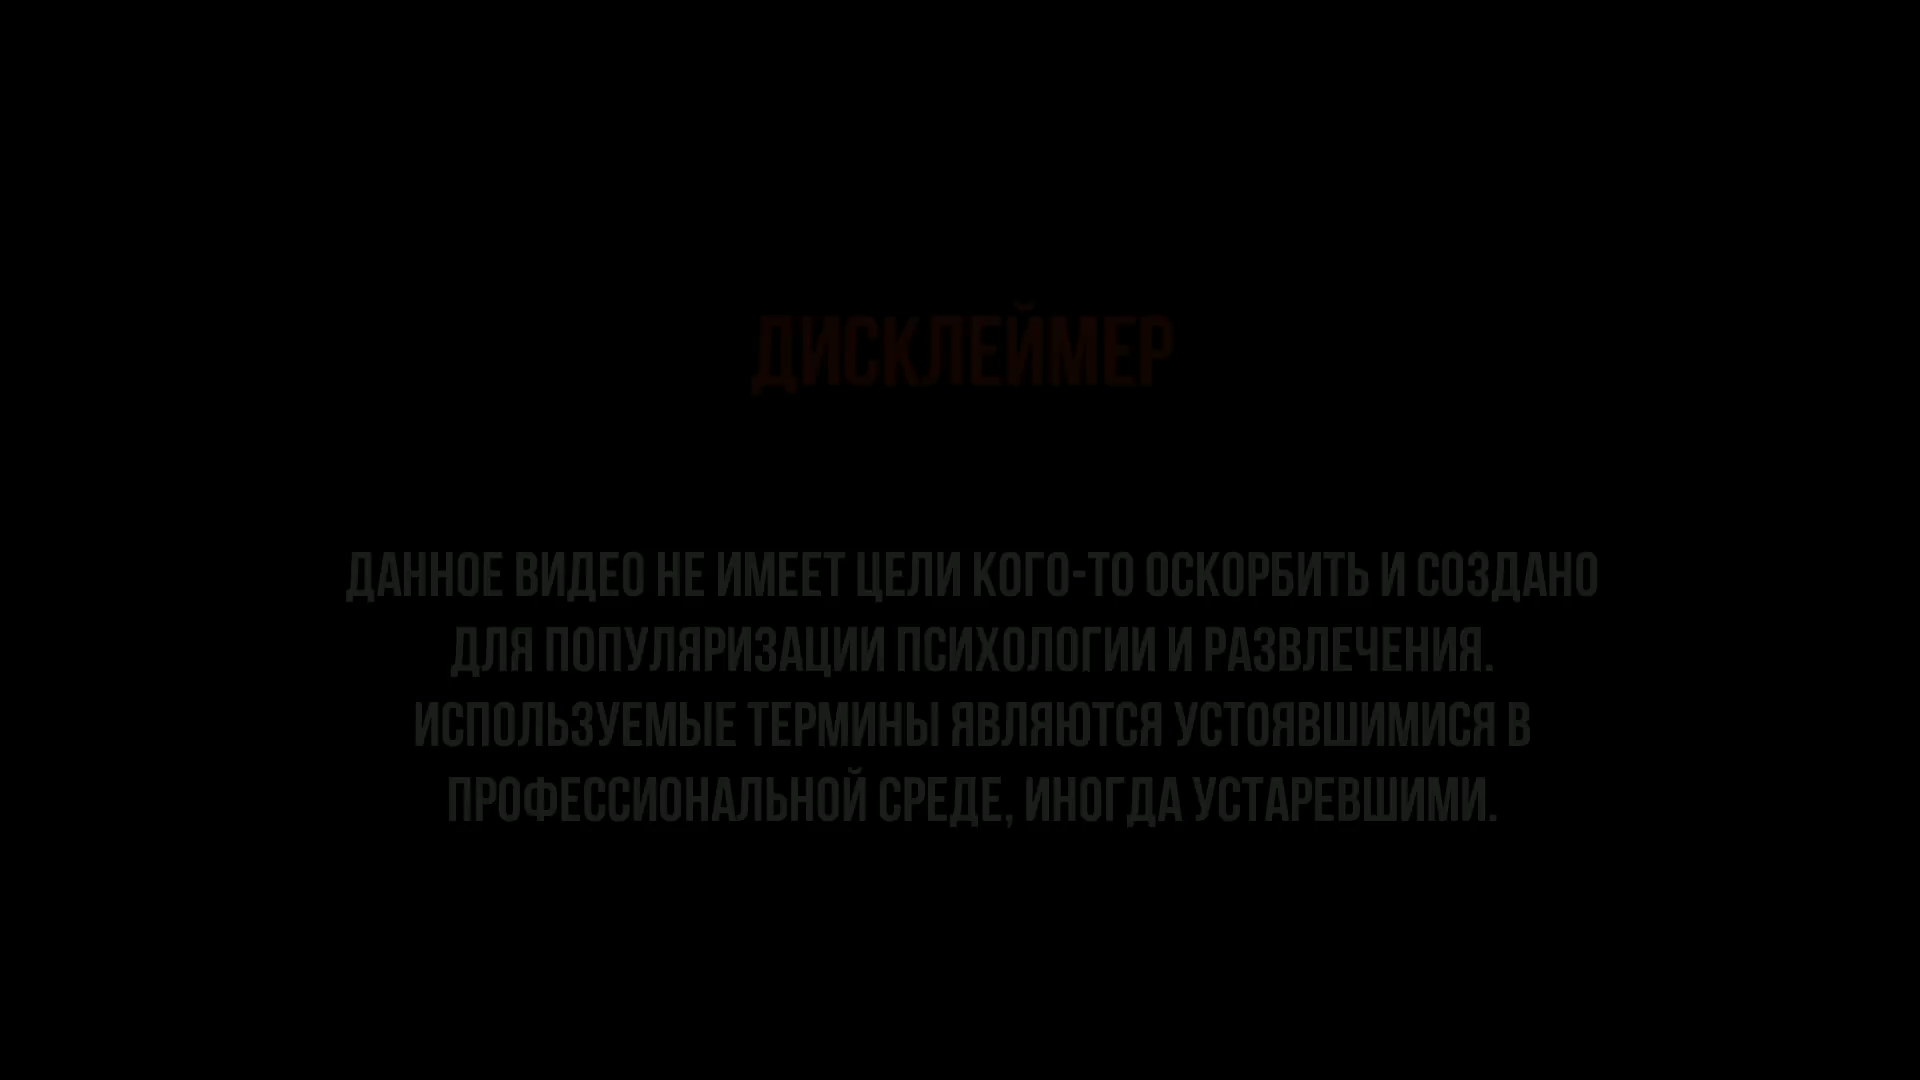 ДИСКЛЕЙМЕР
ДАННОЕ ВИДЕО НЕ ИМЕЕТ ЦЕЛИ КОГО-ТО ОСКОРБИТЬ И СОЗДАНО
ДЛЯ ПОПУЛЯРИЗАЦИИ ПСИХОЛОГИИ И РАЗВЛЕЧЕНИЯ.
ИСПОЛЬЗУЕМЫЕ ТЕРМИНЫ ЯВЛЯЮТСЯ УСТОЯВШИМИСЯ В
ПРОФЕССИОНАЛЬНОЙ СРЕДЕ, ИНОГДА УСТАРЕВШИМИ.